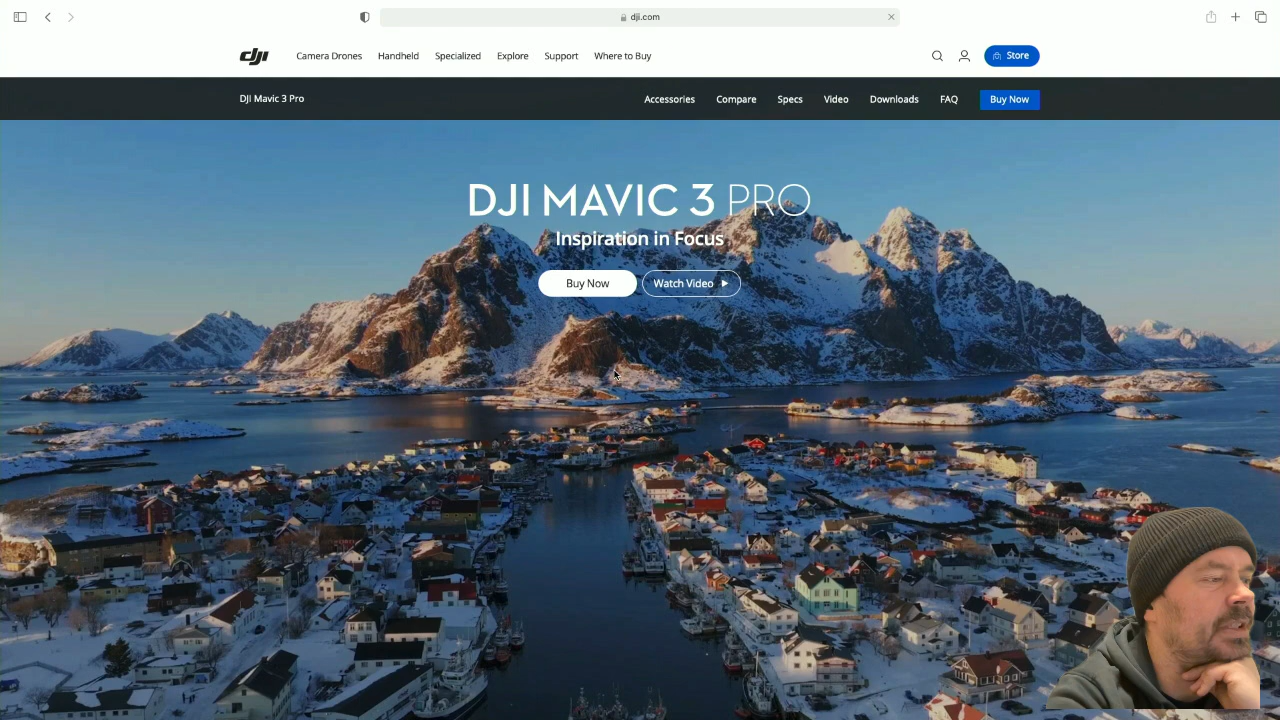 dji.com
dji Camera Drones Handheld Specialized Explore Support Where to Buy Store
DJI Mavic 3 Pro Accessories Compare Specs Video Downloads FAQ Buy Now
DJI MAVIC 3 PRO
Inspiration in Focus
Buy Now Watch Video